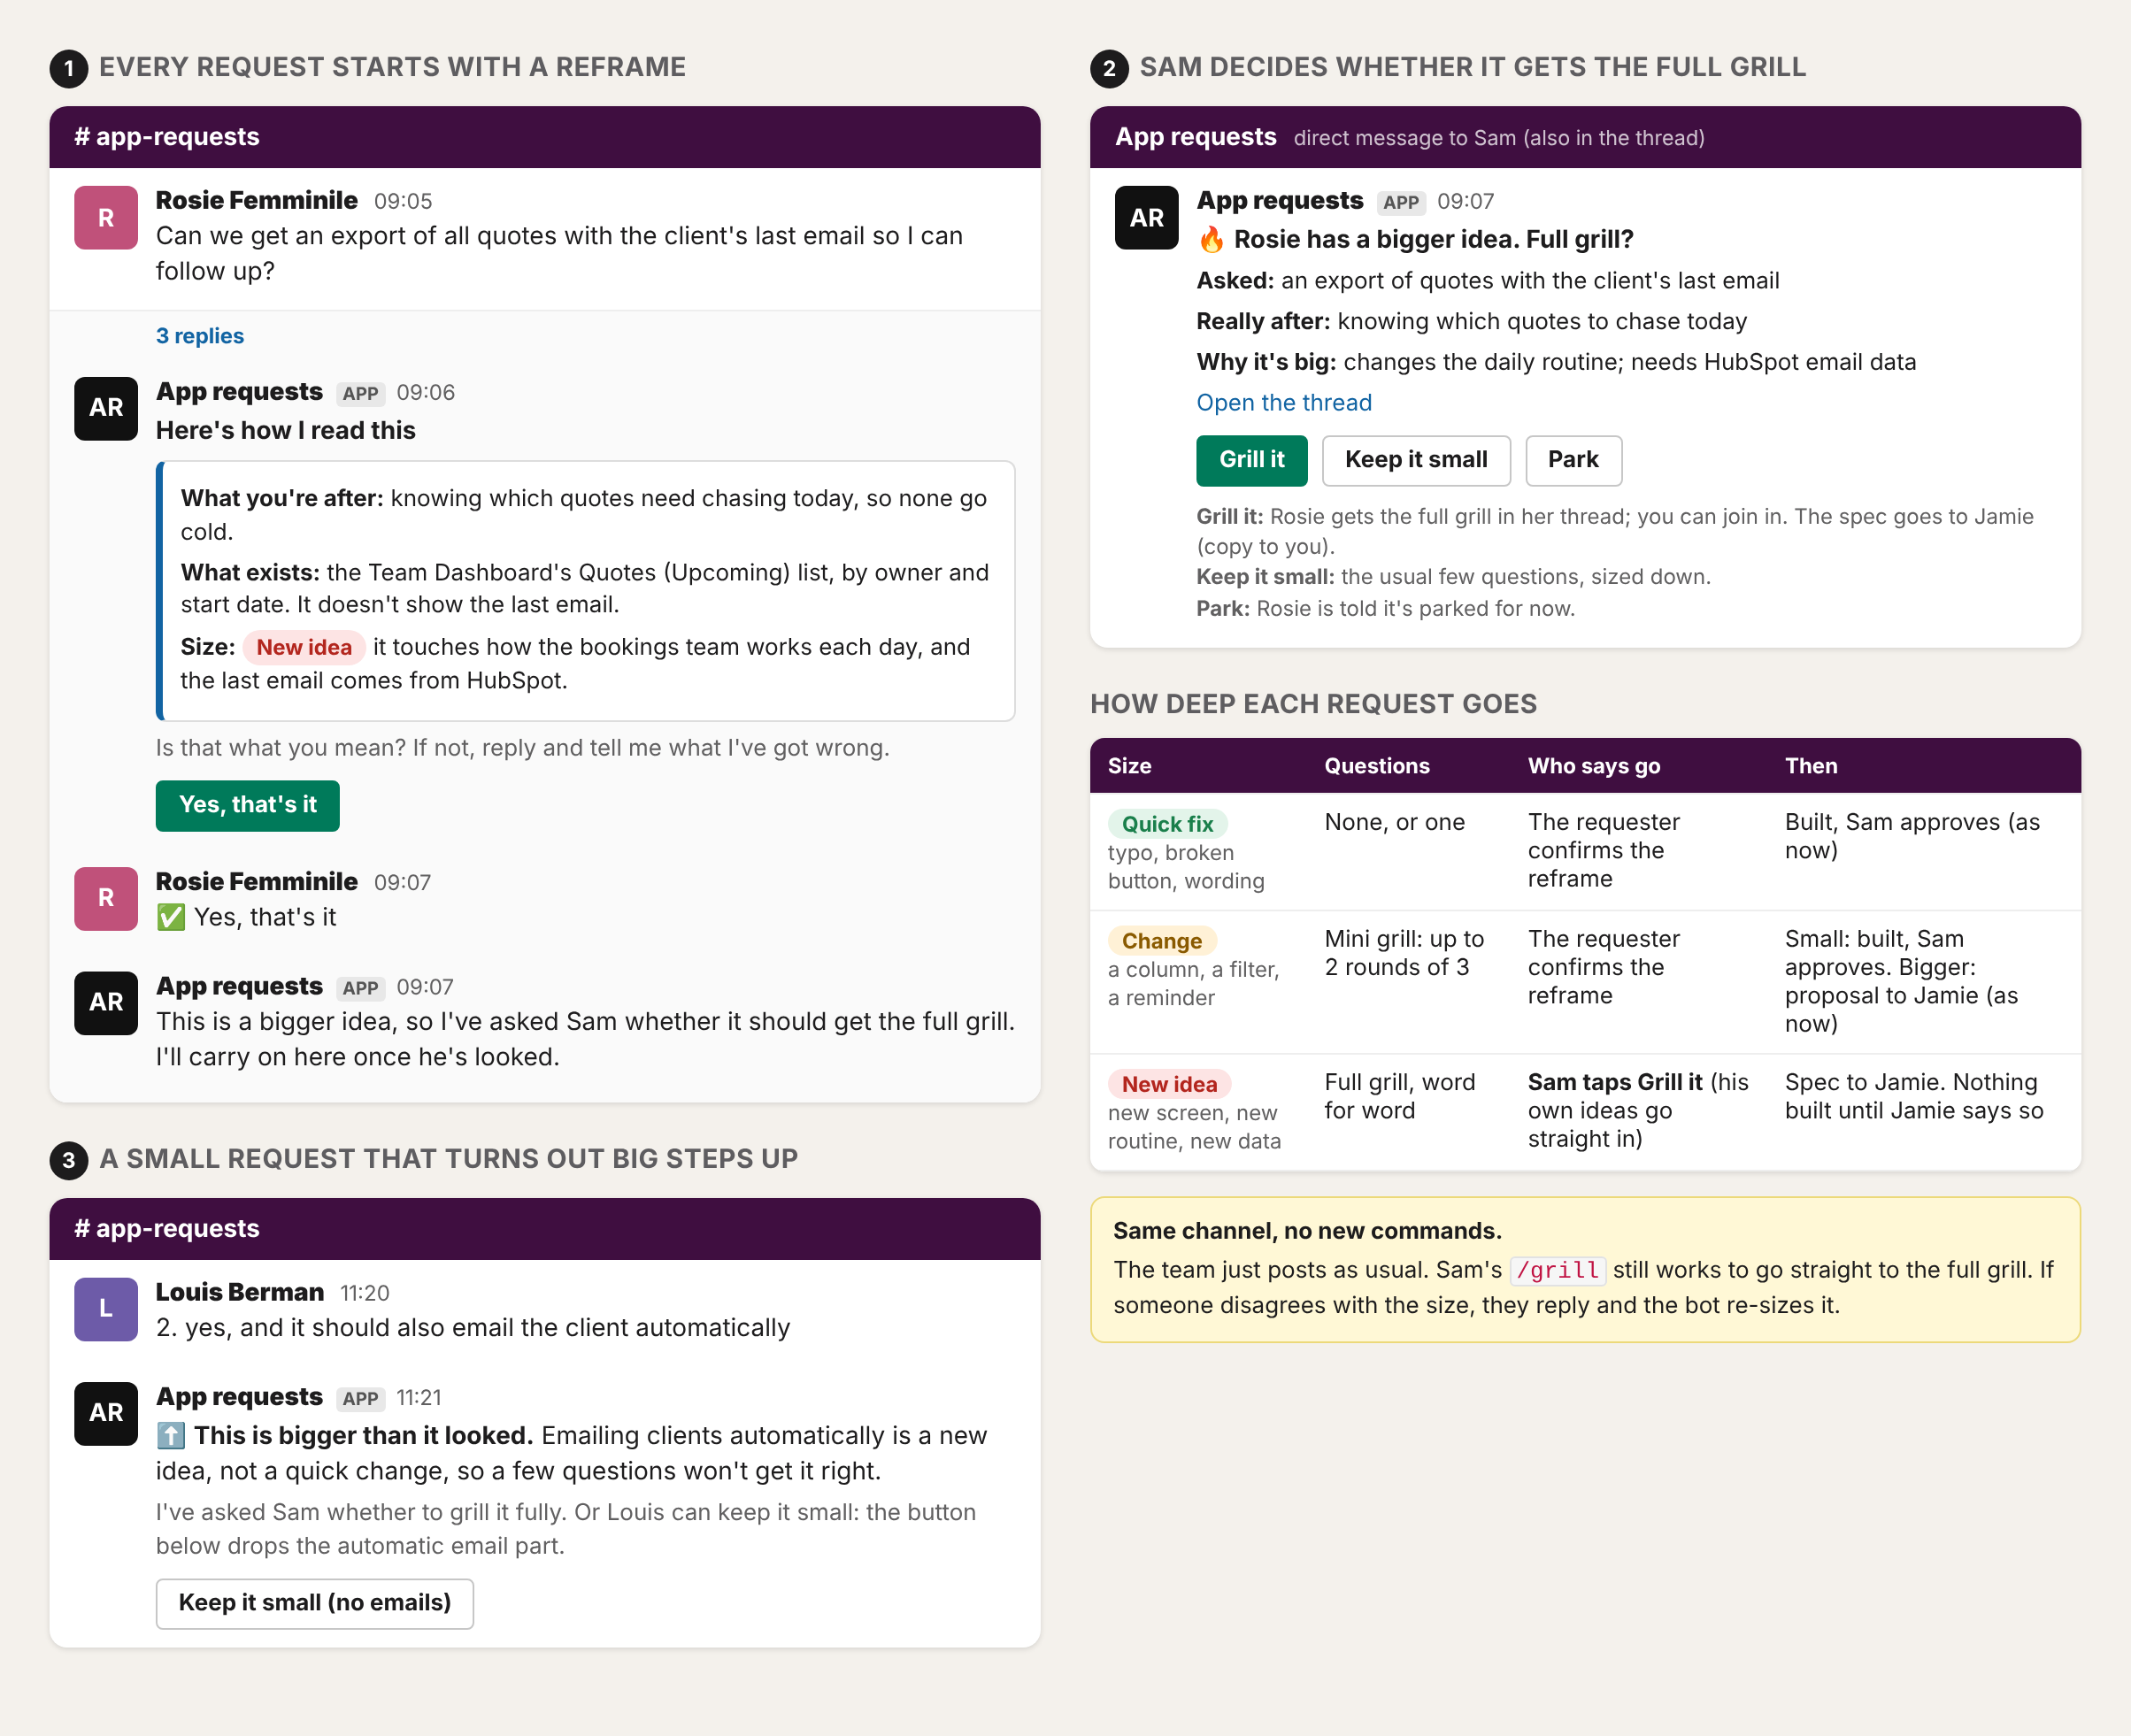 1 EVERY REQUEST STARTS WITH A REFRAME
# app-requests
R
Rosie Femminile 09:05
Can we get an export of all quotes with the client's last email so I can
follow up?
3 replies
AR
App requests APP 09:06
Here's how I read this
What you're after: knowing which quotes need chasing today, so none go
cold.
What exists: the Team Dashboard's Quotes (Upcoming) list, by owner and
start date. It doesn't show the last email.
Size: New idea it touches how the bookings team works each day, and
the last email comes from HubSpot.
Is that what you mean? If not, reply and tell me what I've got wrong.
Yes, that's it
R
Rosie Femminile 09:07
✅ Yes, that's it
AR
App requests APP 09:07
This is a bigger idea, so I've asked Sam whether it should get the full grill.
I'll carry on here once he's looked.
2 SAM DECIDES WHETHER IT GETS THE FULL GRILL
App requests direct message to Sam (also in the thread)
AR
App requests APP 09:07
🔥 Rosie has a bigger idea. Full grill?
Asked: an export of quotes with the client's last email
Really after: knowing which quotes to chase today
Why it's big: changes the daily routine; needs HubSpot email data
Open the thread
Grill it
Keep it small
Park
Grill it: Rosie gets the full grill in her thread; you can join in. The spec goes to Jamie
(copy to you).
Keep it small: the usual few questions, sized down.
Park: Rosie is told it's parked for now.
HOW DEEP EACH REQUEST GOES
Size Questions Who says go Then
Quick fix
typo, broken
button, wording
None, or one
The requester
confirms the
reframe
Built, Sam approves (as
now)
Change
a column, a filter,
a reminder
Mini grill: up to
2 rounds of 3
The requester
confirms the
reframe
Small: built, Sam
approves. Bigger:
proposal to Jamie (as
now)
New idea
new screen, new
routine, new data
Full grill, word
for word
Sam taps Grill it (his
own ideas go
straight in)
Spec to Jamie. Nothing
built until Jamie says so
Same channel, no new commands.
The team just posts as usual. Sam's /grill still works to go straight to the full grill. If
someone disagrees with the size, they reply and the bot re-sizes it.
3 A SMALL REQUEST THAT TURNS OUT BIG STEPS UP
# app-requests
L
Louis Berman 11:20
2. yes, and it should also email the client automatically
AR
App requests APP 11:21
⬆️ This is bigger than it looked. Emailing clients automatically is a new
idea, not a quick change, so a few questions won't get it right.
I've asked Sam whether to grill it fully. Or Louis can keep it small: the button
below drops the automatic email part.
Keep it small (no emails)